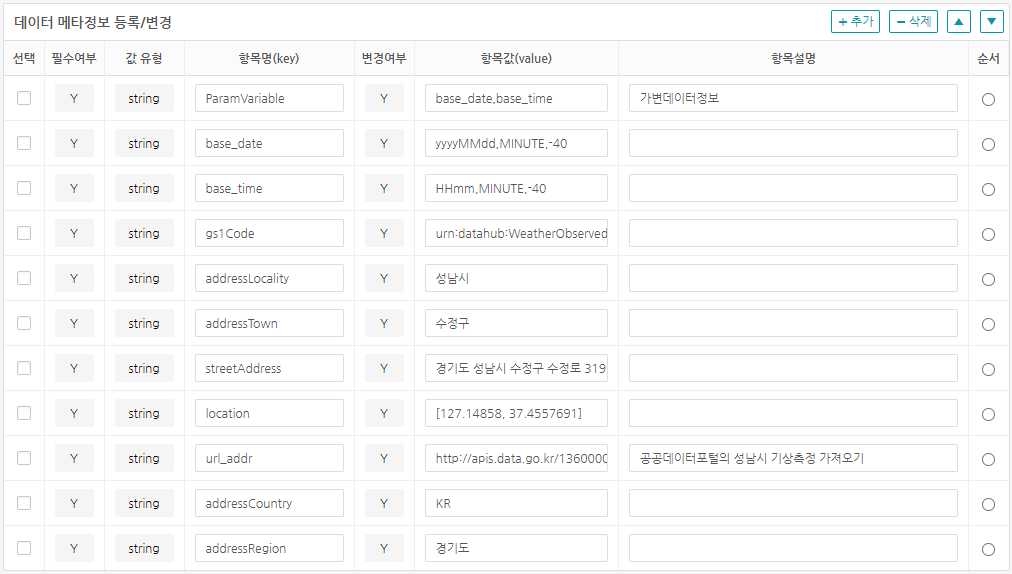 데이터 메타정보 등록/변경 + 추가 − 삭제 ▲ ▼
선택 필수여부 값 유형 항목명(key) 변경여부 항목값(value) 항목설명 순서
Y string ParamVariable Y base_date,base_time 가변데이터정보
Y string base_date Y yyyyMMdd,MINUTE,-40
Y string base_time Y HHmm,MINUTE,-40
Y string gs1Code Y urn:datahub:WeatherObserved
Y string addressLocality Y 성남시
Y string addressTown Y 수정구
Y string streetAddress Y 경기도 성남시 수정구 수정로 319
Y string location Y [127.14858, 37.4557691]
Y string url_addr Y http://apis.data.go.kr/1360000 공공데이터포털의 성남시 기상측정 가져오기
Y string addressCountry Y KR
Y string addressRegion Y 경기도